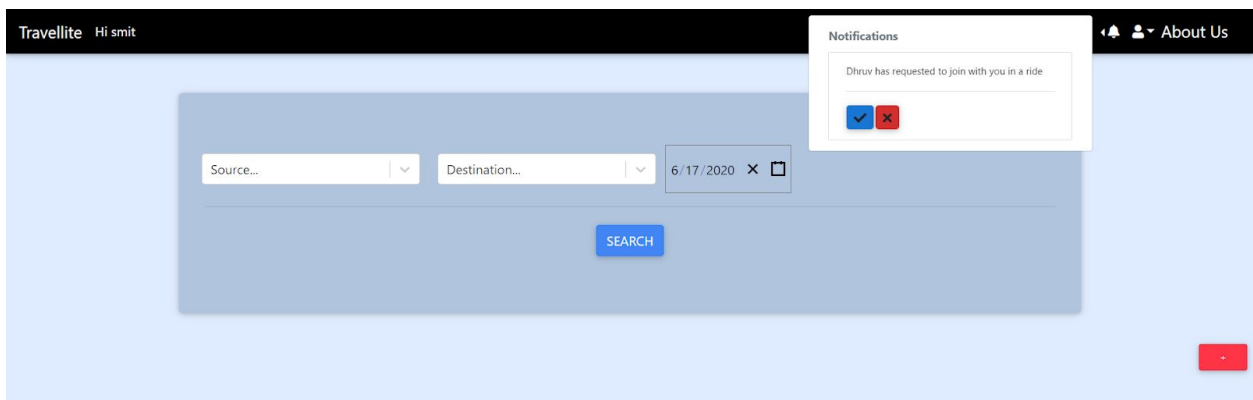 Travellite Hi smit
Notifications
About Us
Dhruv has requested to join with you in a ride
Source...
Destination...
6/17/2020
SEARCH
+